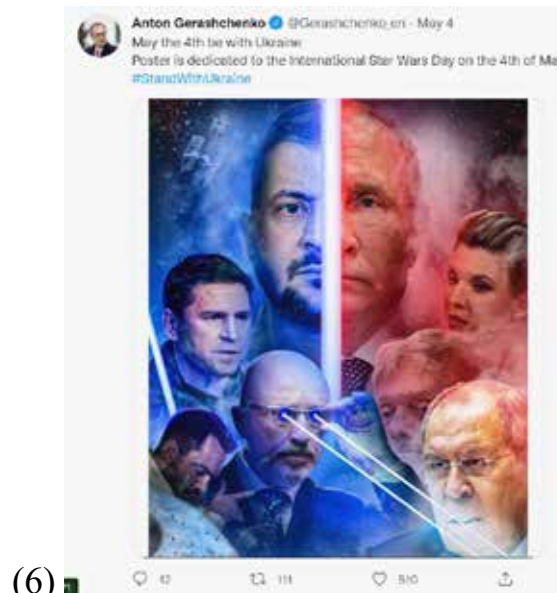 Anton Gerashchenko @Gerashchenko_en · May 4
May the 4th be with Ukraine
Poster is dedicated to the International Star Wars Day on the 4th of Ma
#StandWithUkraine
(6)